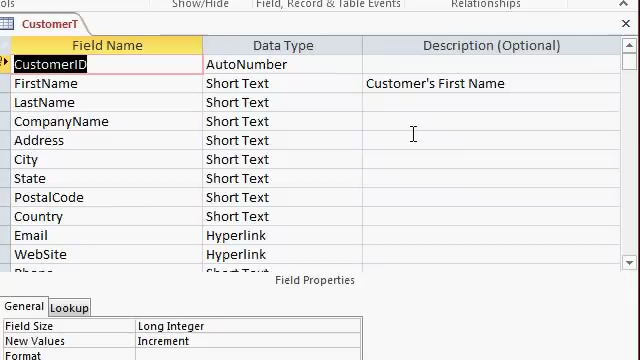 ols Show/Hide Field, Record & Table Events Relationships
CustomerT
Field Name Data Type Description (Optional)
CustomerID AutoNumber
FirstName Short Text Customer's First Name
LastName Short Text
CompanyName Short Text
Address Short Text
City Short Text
State Short Text
PostalCode Short Text
Country Short Text
Email Hyperlink
WebSite Hyperlink
Phone Short Text
Field Properties
General Lookup
Field Size Long Integer
New Values Increment
Format